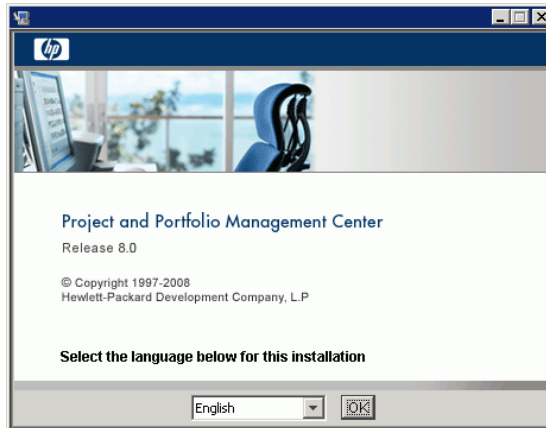 hp
Project and Portfolio Management Center
Release 8.0
© Copyright 1997-2008
Hewlett-Packard Development Company, L.P
Select the language below for this installation
English
OK